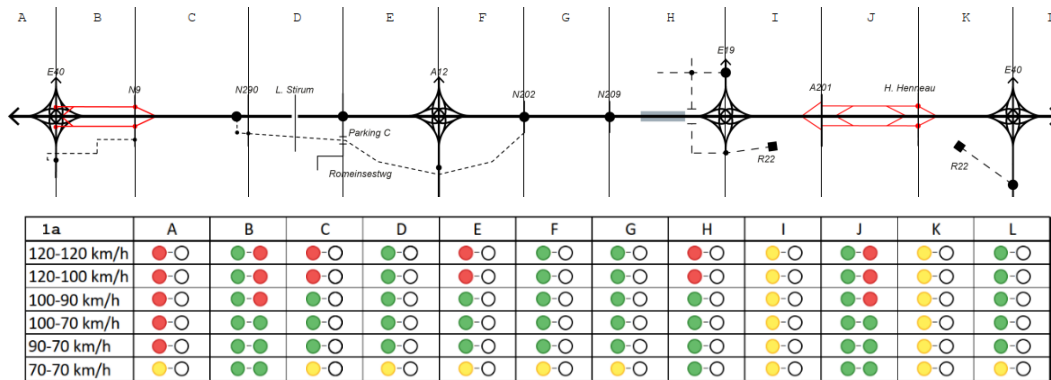 A B C D E F G H I J K
E40 N9 N290 L. Stirum A12 N202 N209 E19 A201 H. Henneau E40
Parking C
Romeinsestwg
R22 R22
1a A B C D E F G H I J K L
120-120 km/h
120-100 km/h
100-90 km/h
100-70 km/h
90-70 km/h
70-70 km/h